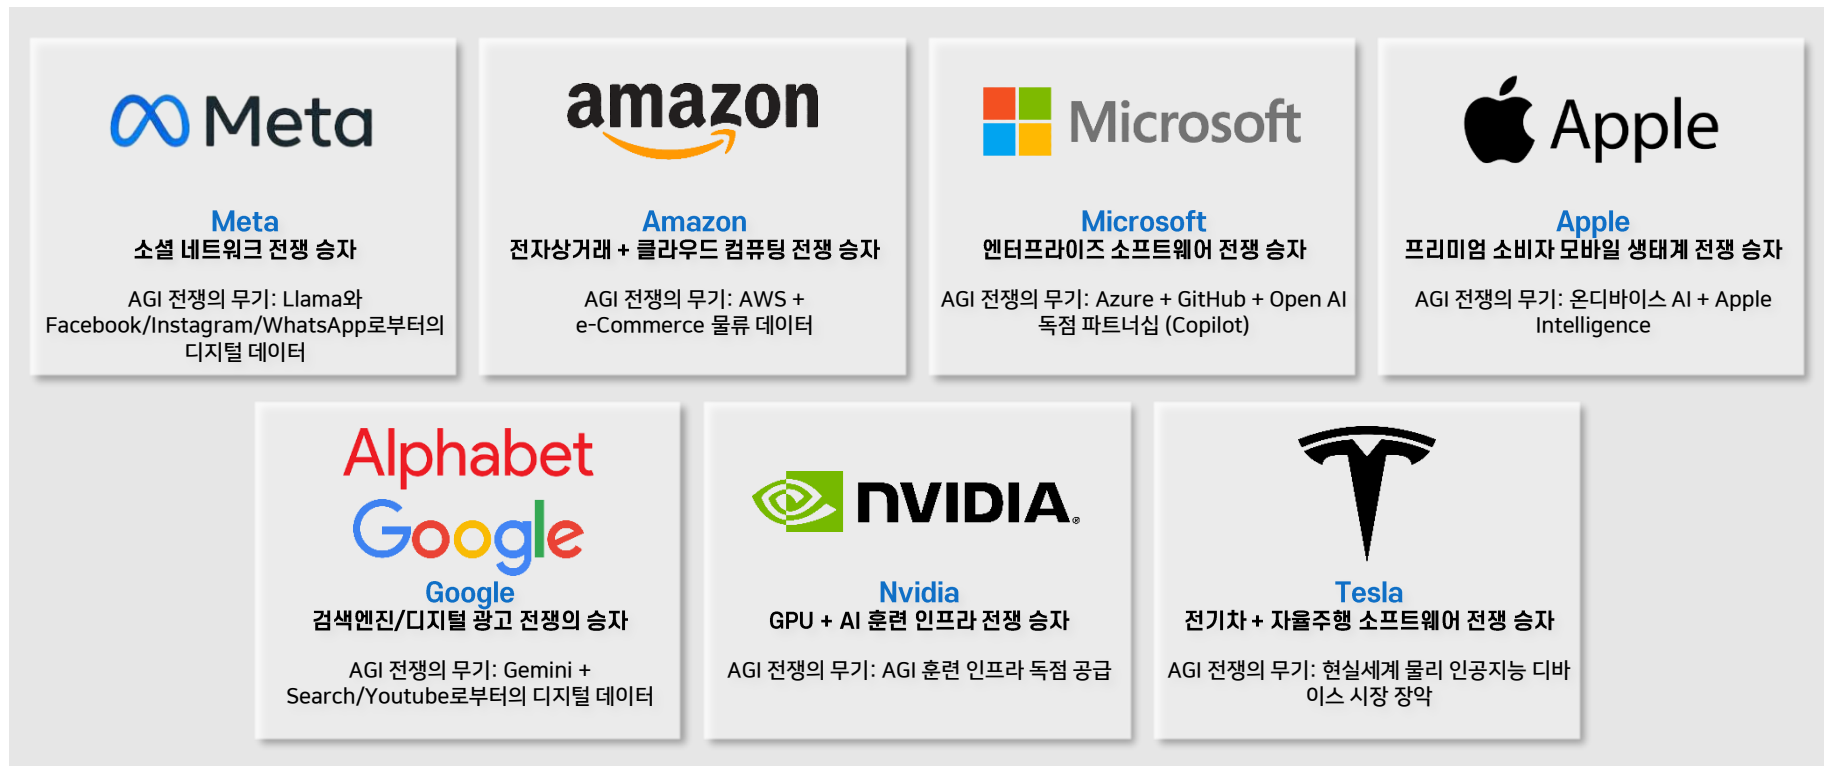 Meta
Meta
소셜 네트워크 전쟁 승자
AGI 전쟁의 무기: Llama와
Facebook/Instagram/WhatsApp로부터의
디지털 데이터
amazon
Amazon
전자상거래 + 클라우드 컴퓨팅 전쟁 승자
AGI 전쟁의 무기: AWS +
e-Commerce 물류 데이터
Microsoft
Microsoft
엔터프라이즈 소프트웨어 전쟁 승자
AGI 전쟁의 무기: Azure + GitHub + Open AI
독점 파트너십 (Copilot)
Apple
Apple
프리미엄 소비자 모바일 생태계 전쟁 승자
AGI 전쟁의 무기: 온디바이스 AI + Apple
Intelligence
Alphabet
Google
Google
검색엔진/디지털 광고 전쟁의 승자
AGI 전쟁의 무기: Gemini +
Search/Youtube로부터의 디지털 데이터
NVIDIA®
Nvidia
GPU + AI 훈련 인프라 전쟁 승자
AGI 전쟁의 무기: AGI 훈련 인프라 독점 공급
Tesla
전기차 + 자율주행 소프트웨어 전쟁 승자
AGI 전쟁의 무기: 현실세계 물리 인공지능 디바
이스 시장 장악